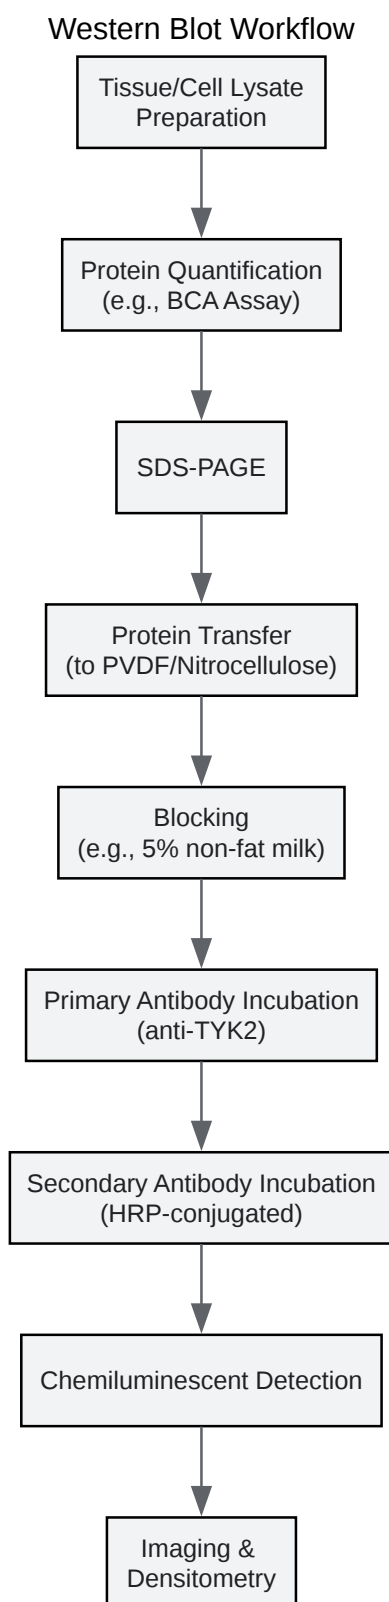 Western Blot Workflow
Tissue/Cell Lysate
Preparation
Protein Quantification
(e.g., BCA Assay)
SDS-PAGE
Protein Transfer
(to PVDF/Nitrocellulose)
Blocking
(e.g., 5% non-fat milk)
Primary Antibody Incubation
(anti-TYK2)
Secondary Antibody Incubation
(HRP-conjugated)
Chemiluminescent Detection
Imaging &
Densitometry